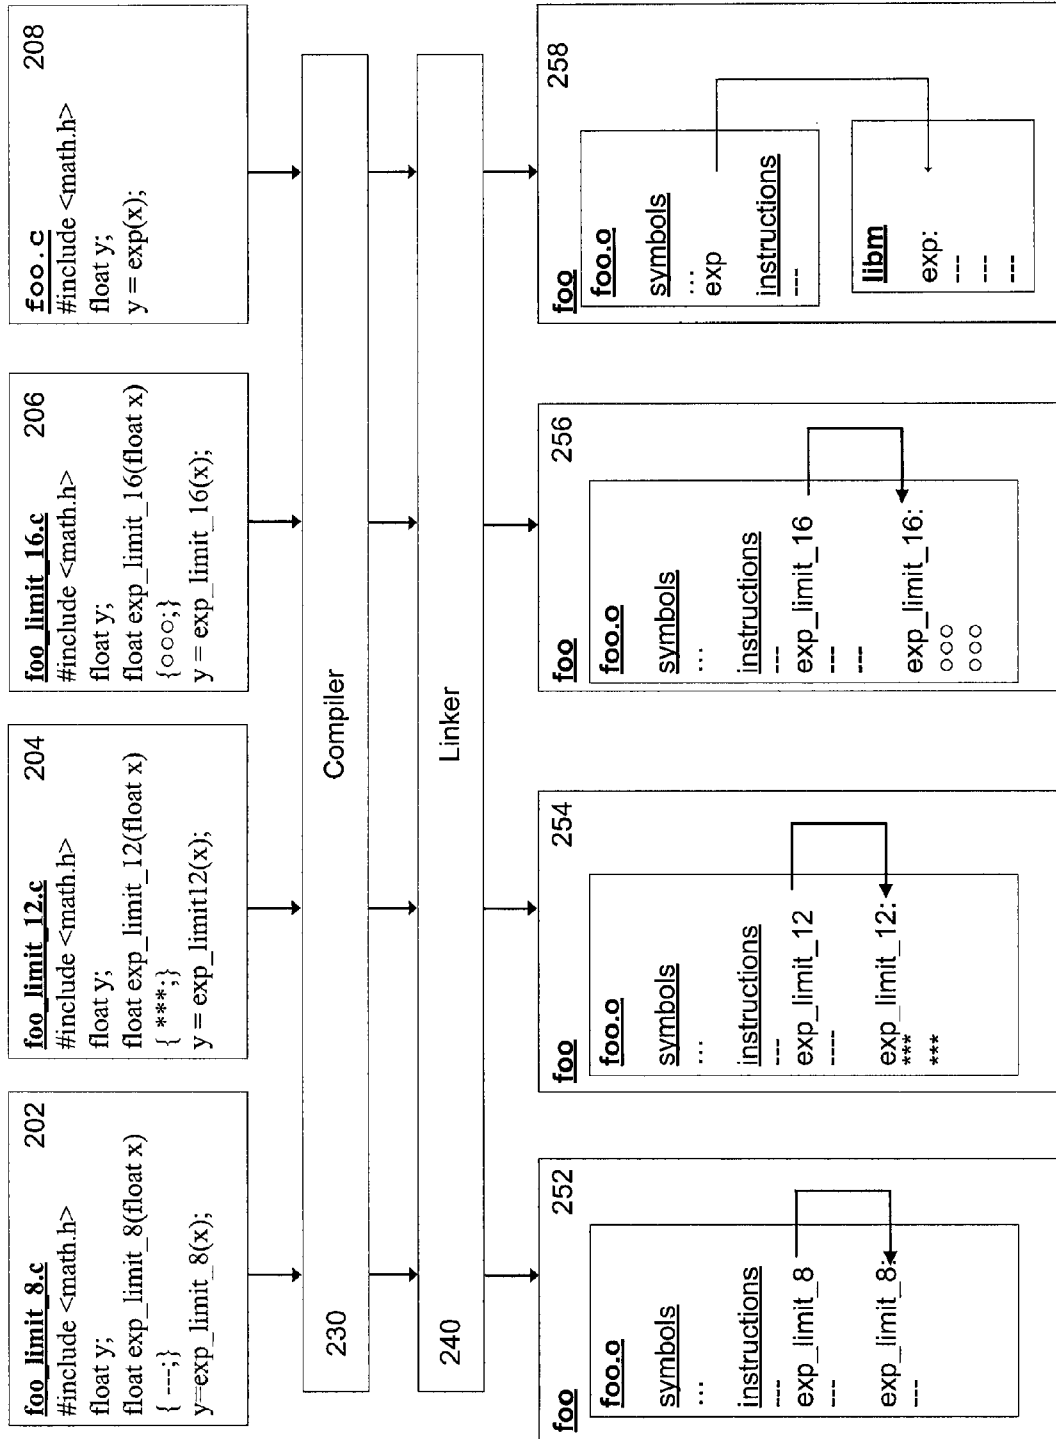 foo_limit_8.c 202
#include <math.h>
float y;
float exp_limit_8(float x)
{ ---;}
y=exp_limit_8(x);
foo_limit_12.c 204
#include <math.h>
float y;
float exp_limit_12(float x)
{ ***;}
y = exp_limit12(x);
foo_limit_16.c 206
#include <math.h>
float y;
float exp_limit_16(float x)
{○○○;}
y = exp_limit_16(x);
foo.c 208
#include <math.h>
float y;
y = exp(x);
230 Compiler
240 Linker
foo 252
foo.o
symbols
...
instructions
---
exp_limit_8
---
exp_limit_8:
---
foo 254
foo.o
symbols
...
instructions
---
exp_limit_12
----
exp_limit_12:
***
***
foo 256
foo.o
symbols
...
instructions
---
exp_limit_16
---
---
exp_limit_16:
○○○
○○○
foo 258
foo.o
symbols
...
exp
instructions
---
libm
exp:
---
---
---